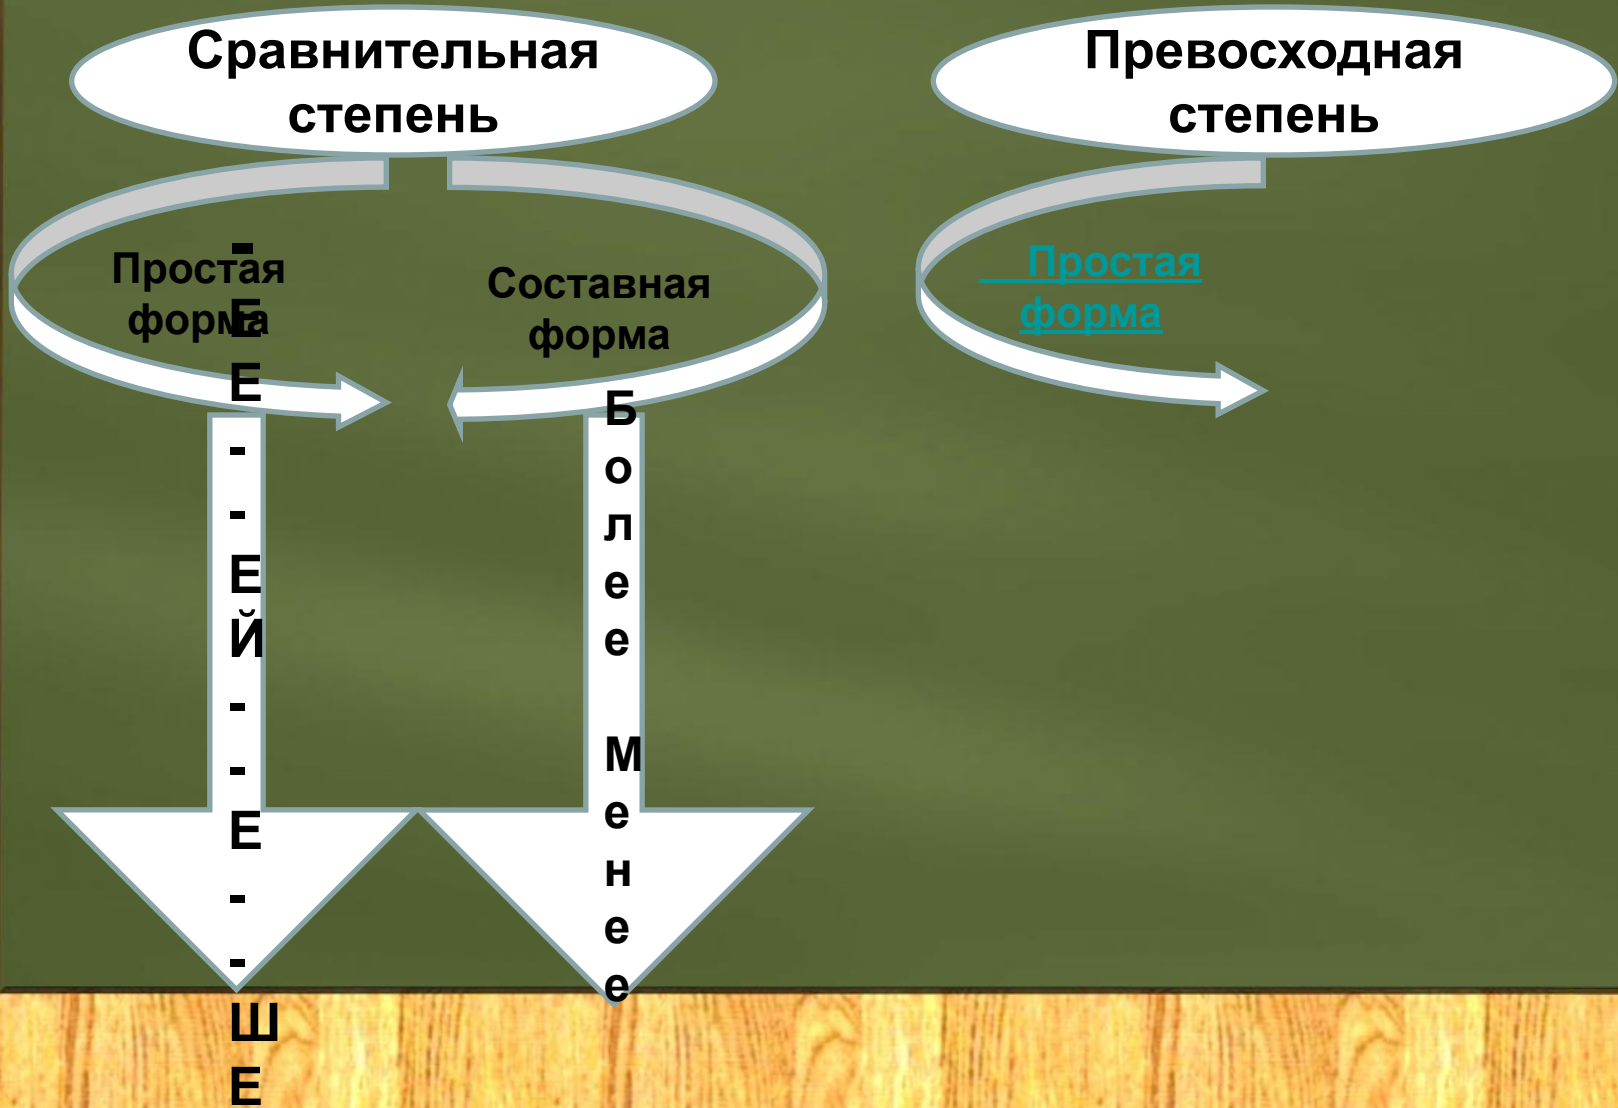 Сравнительная
степень
Превосходная
степень
Простая
форма
Составная
форма
Простая
форма
-
Е
Е
-
-
Е
Й
-
-
Е
-
-
Ш
Е
Б
о
л
е
е
М
е
н
е
е